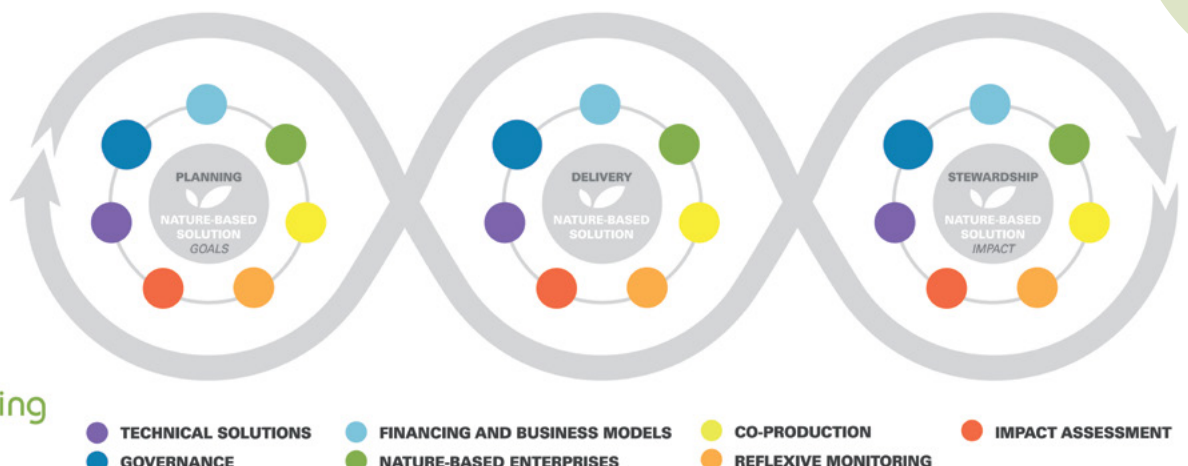 PLANNING
NATURE-BASED
SOLUTION
GOALS
DELIVERY
NATURE-BASED
SOLUTION
STEWARDSHIP
NATURE-BASED
SOLUTION
IMPACT
ing
TECHNICAL SOLUTIONS
FINANCING AND BUSINESS MODELS
CO-PRODUCTION
IMPACT ASSESSMENT
GOVERNANCE
NATURE-BASED ENTERPRISES
REFLEXIVE MONITORING